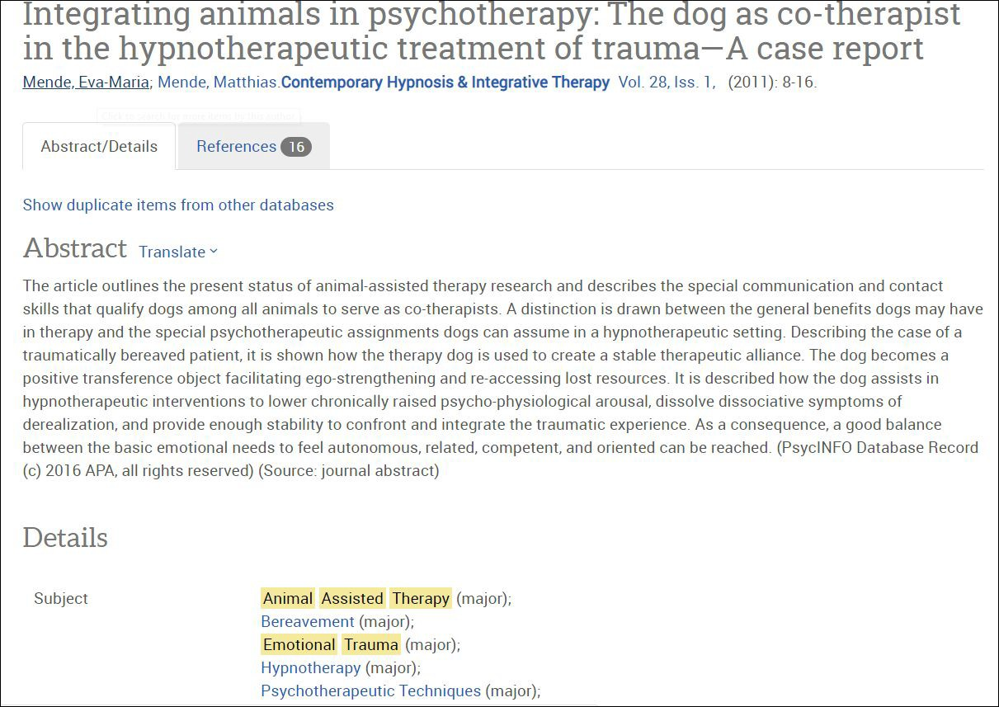 Integrating animals in psychotherapy: The dog as co-therapist
in the hypnotherapeutic treatment of trauma—A case report
Mende, Eva-Maria; Mende, Matthias.Contemporary Hypnosis & Integrative Therapy Vol. 28, Iss. 1, (2011): 8-16.
Click to search for more items by this author
Abstract/Details References 16
Show duplicate items from other databases
Abstract Translate
The article outlines the present status of animal-assisted therapy research and describes the special communication and contact
skills that qualify dogs among all animals to serve as co-therapists. A distinction is drawn between the general benefits dogs may have
in therapy and the special psychotherapeutic assignments dogs can assume in a hypnotherapeutic setting. Describing the case of a
traumatically bereaved patient, it is shown how the therapy dog is used to create a stable therapeutic alliance. The dog becomes a
positive transference object facilitating ego-strengthening and re-accessing lost resources. It is described how the dog assists in
hypnotherapeutic interventions to lower chronically raised psycho-physiological arousal, dissolve dissociative symptoms of
derealization, and provide enough stability to confront and integrate the traumatic experience. As a consequence, a good balance
between the basic emotional needs to feel autonomous, related, competent, and oriented can be reached. (PsycINFO Database Record
(c) 2016 APA, all rights reserved) (Source: journal abstract)
Details
Subject Animal Assisted Therapy (major);
Bereavement (major);
Emotional Trauma (major);
Hypnotherapy (major);
Psychotherapeutic Techniques (major);